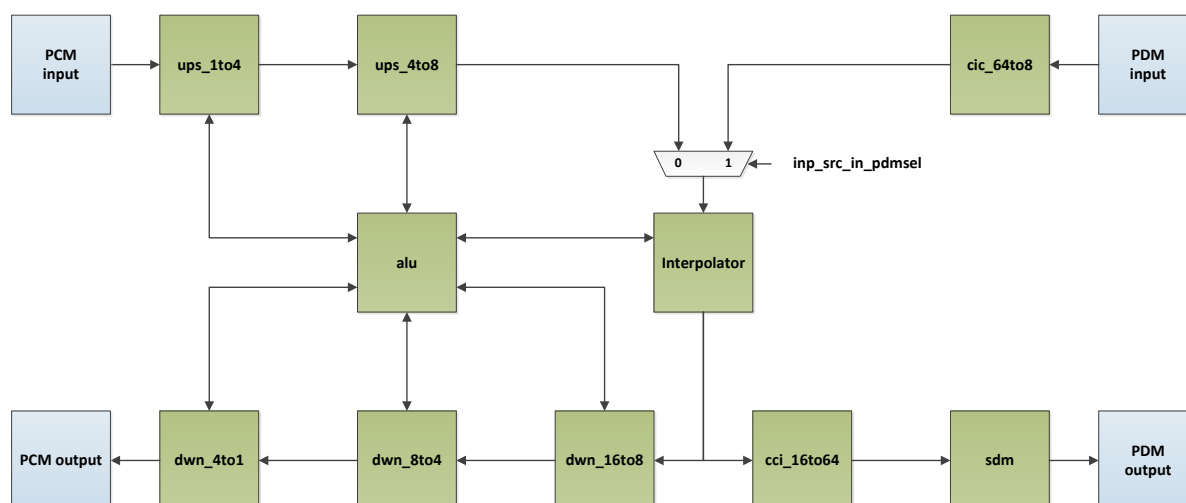 PCM
input
ups_1to4
ups_4to8
cic_64to8
PDM
input
0
1
inp_src_in_pdmsel
alu
Interpolator
PCM output
dwn_4to1
dwn_8to4
dwn_16to8
cci_16to64
sdm
PDM
output